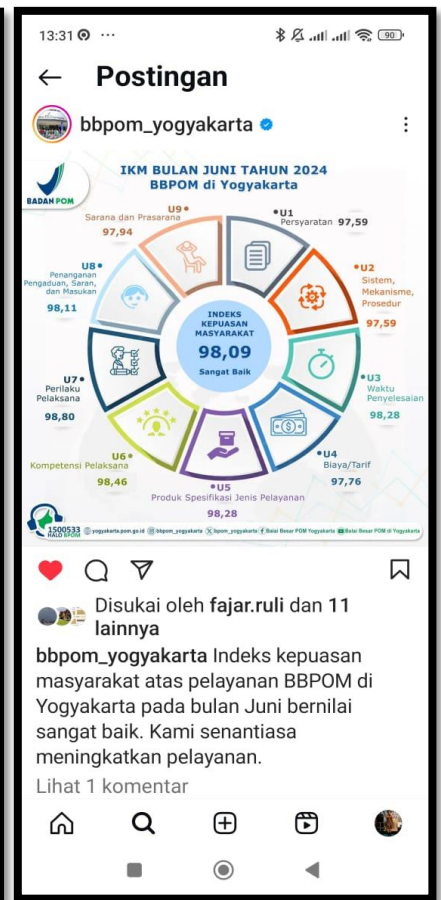 13:31
90
Postingan
bbpom_yogyakarta
BADAN POM
IKM BULAN JUNI TAHUN 2024
BBPOM di Yogyakarta
U1
Persyaratan 97,59
U2
Sistem,
Mekanisme,
Prosedur
97,59
U3
Waktu
Penyelesaian
98,28
U4
Biaya/Tarif
97,76
U5
Produk Spesifikasi Jenis Pelayanan
98,28
U6
Kompetensi Pelaksana
98,46
U7
Perilaku
Pelaksana
98,80
U8
Penanganan
Pengaduan, Saran,
dan Masukan
98,11
U9
Sarana dan Prasarana
97,94
INDEKS
KEPUASAN
MASYARAKAT
98,09
Sangat Baik
1500533
HALO BPOM
yogyakarta.pom.go.id bbpom_yogyakarta bpom_yogyakarta Balai Besar POM Yogyakarta Balai Besar POM di Yogyakarta
Disukai oleh fajar.ruli dan 11
lainnya
bbpom_yogyakarta Indeks kepuasan
masyarakat atas pelayanan BBPOM di
Yogyakarta pada bulan Juni bernilai
sangat baik. Kami senantiasa
meningkatkan pelayanan.
Lihat 1 komentar